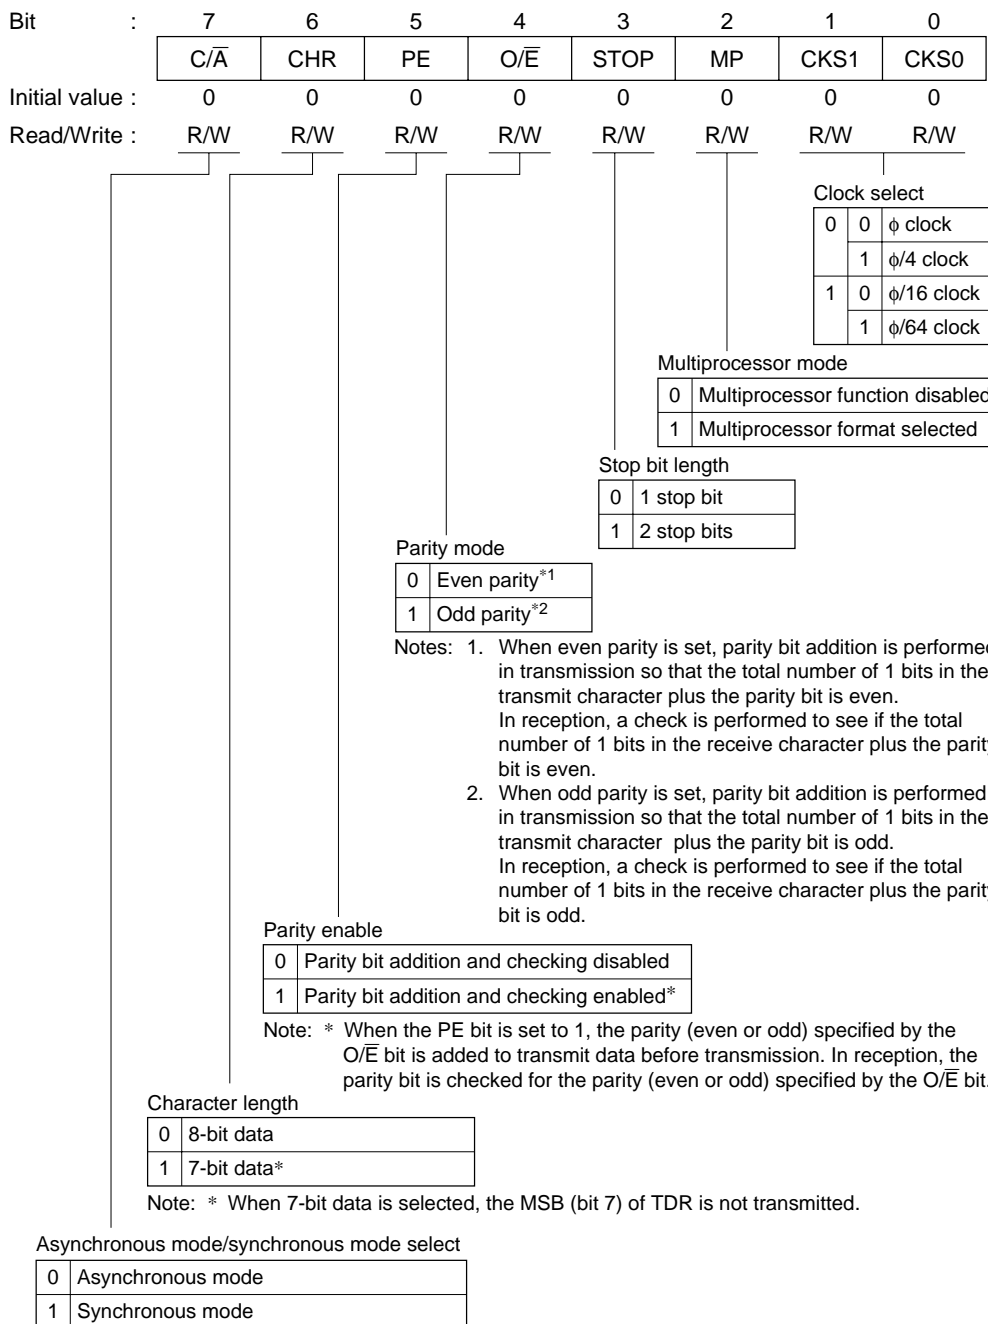 Bit : 7 6 5 4 3 2 1 0
C/A̅ CHR PE O/E̅ STOP MP CKS1 CKS0
Initial value : 0 0 0 0 0 0 0 0
Read/Write : R/W R/W R/W R/W R/W R/W R/W R/W
Clock select
0 0 ϕ clock
1 ϕ/4 clock
1 0 ϕ/16 clock
1 ϕ/64 clock
Multiprocessor mode
0 Multiprocessor function disabled
1 Multiprocessor format selected
Stop bit length
0 1 stop bit
1 2 stop bits
Parity mode
0 Even parity*1
1 Odd parity*2
Notes: 1. When even parity is set, parity bit addition is performed
in transmission so that the total number of 1 bits in the
transmit character plus the parity bit is even.
In reception, a check is performed to see if the total
number of 1 bits in the receive character plus the parity
bit is even.
2. When odd parity is set, parity bit addition is performed
in transmission so that the total number of 1 bits in the
transmit character plus the parity bit is odd.
In reception, a check is performed to see if the total
number of 1 bits in the receive character plus the parity
bit is odd.
Parity enable
0 Parity bit addition and checking disabled
1 Parity bit addition and checking enabled*
Note: * When the PE bit is set to 1, the parity (even or odd) specified by the
O/E̅ bit is added to transmit data before transmission. In reception, the
parity bit is checked for the parity (even or odd) specified by the O/E̅ bit.
Character length
0 8-bit data
1 7-bit data*
Note: * When 7-bit data is selected, the MSB (bit 7) of TDR is not transmitted.
Asynchronous mode/synchronous mode select
0 Asynchronous mode
1 Synchronous mode